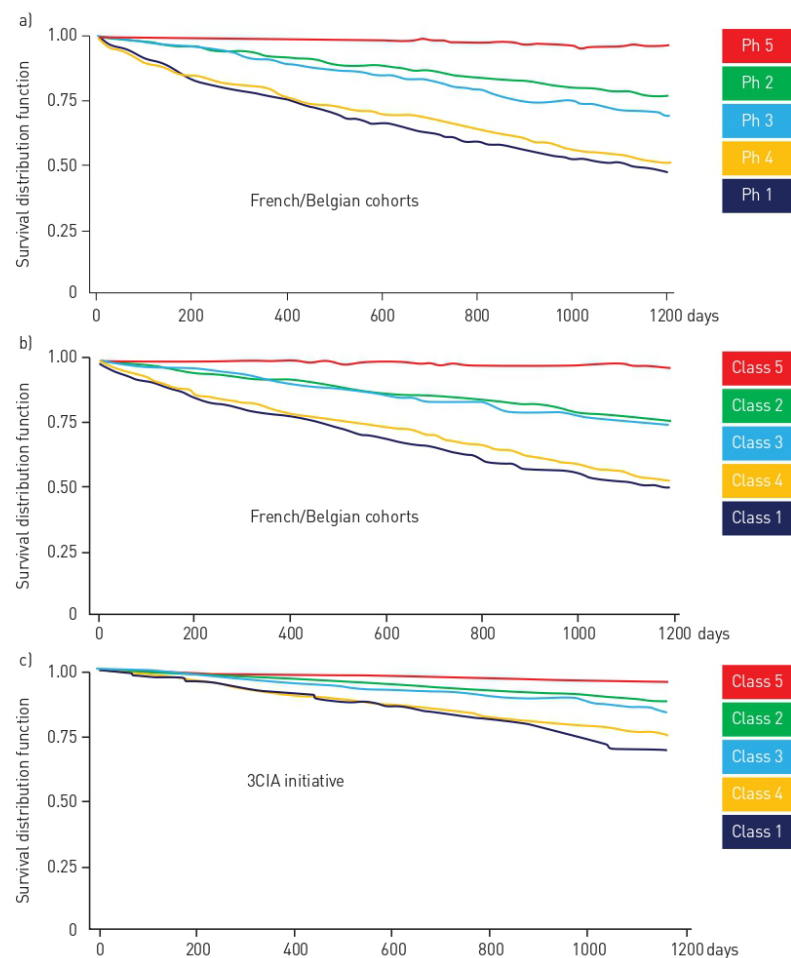 a)
Survival distribution function
1.00
0.75
0.50
0.25
0
French/Belgian cohorts
0 200 400 600 800 1000 1200 days
Ph 5
Ph 2
Ph 3
Ph 4
Ph 1
b)
Survival distribution function
1.00
0.75
0.50
0.25
0
French/Belgian cohorts
0 200 400 600 800 1000 1200 days
Class 5
Class 2
Class 3
Class 4
Class 1
c)
Survival distribution function
1.00
0.75
0.50
0.25
0
3CIA initiative
0 200 400 600 800 1000 1200 days
Class 5
Class 2
Class 3
Class 4
Class 1